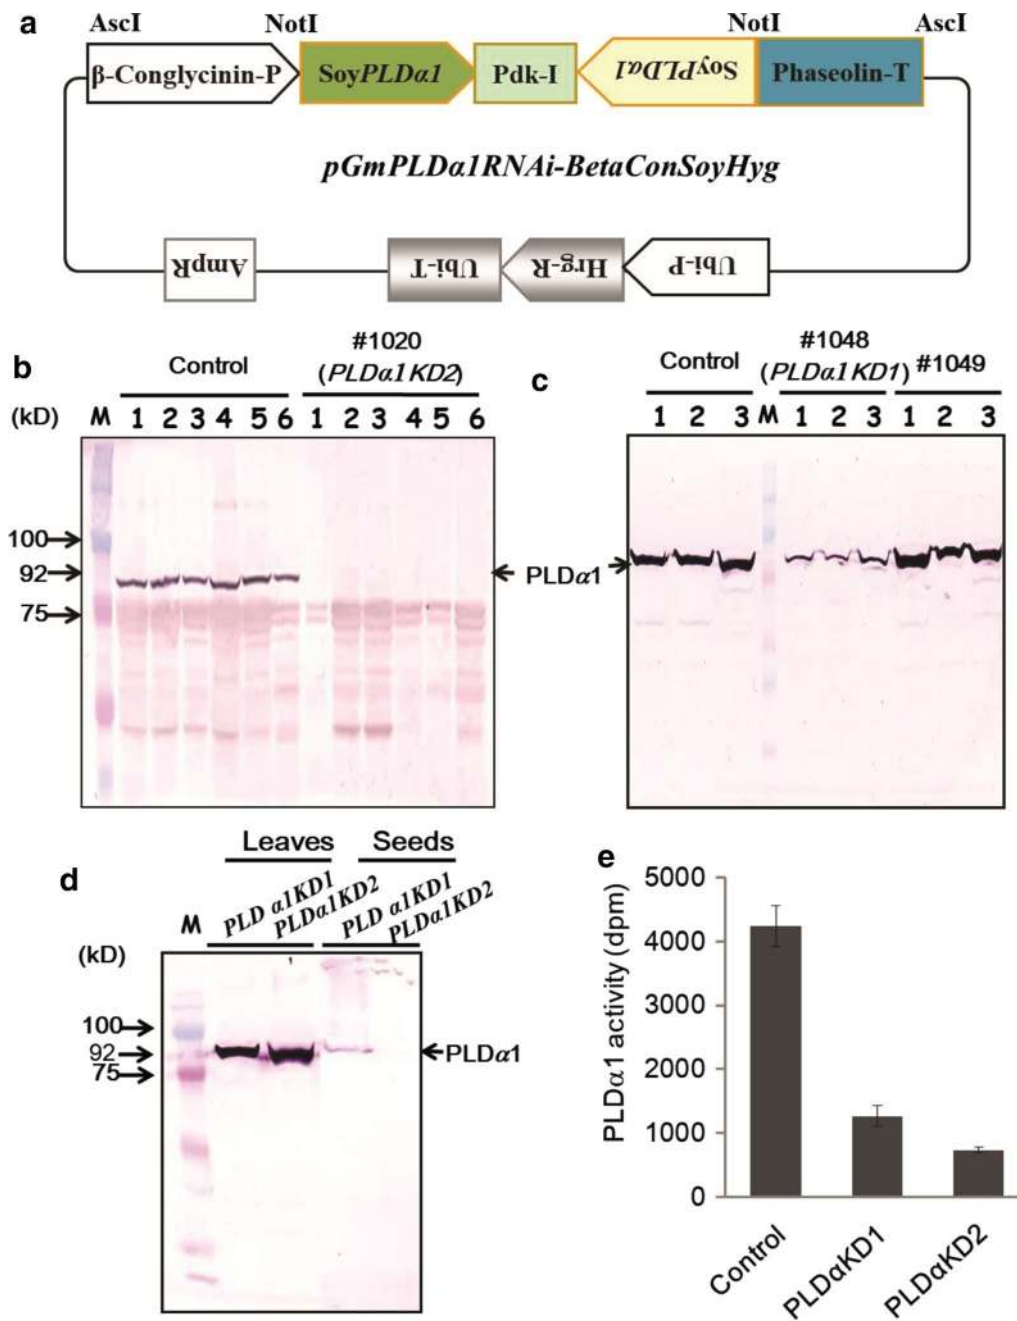 a
AscI NotI NotI AscI
β-Conglycinin-P SoyPLDα1 Pdk-I SoyPLDα1 Phaseolin-T
pGmPLDα1RNAi-BetaConSoyHyg
AmpR Ubi-T Hrg-R Ubi-P
b
Control #1020
(PLDα1KD2)
(kD) M 1 2 3 4 5 6 1 2 3 4 5 6
100
92
75
PLDα1
c
Control #1048
(PLDα1KD1) #1049
1 2 3 M 1 2 3 1 2 3
d
Leaves Seeds
M PLD α1KD1 PLDα1KD2 PLD α1KD1 PLDα1KD2
(kD)
100
92
75
PLDα1
e
PLDα1 activity (dpm)
5000
4000
3000
2000
1000
0
Control PLDαKD1 PLDαKD2